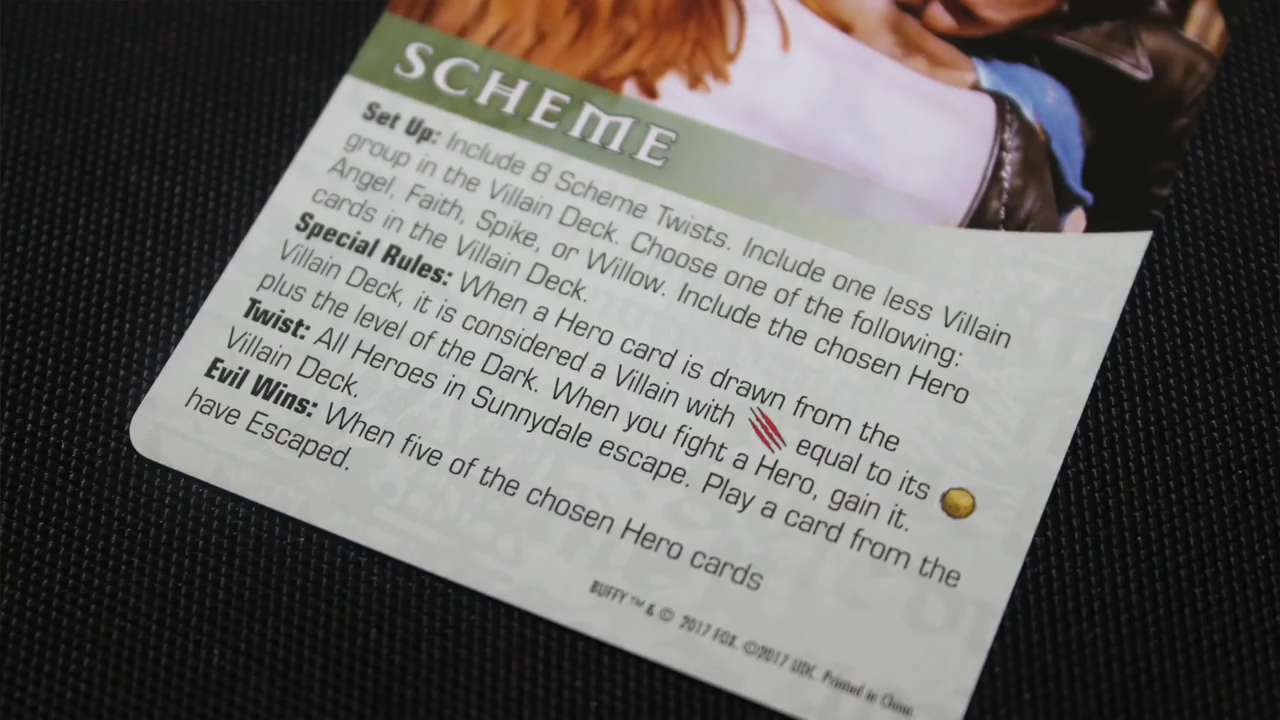 SCHEME
Set Up: Include 8 Scheme Twists. Include one less Villain
group in the Villain Deck. Choose one of the following:
Angel, Faith, Spike, or Willow. Include the chosen Hero
cards in the Villain Deck.
Special Rules: When a Hero card is drawn from the
Villain Deck, it is considered a Villain with equal to its
plus the level of the Dark. When you fight a Hero, gain it.
Twist: All Heroes in Sunnydale escape. Play a card from the
Villain Deck.
Evil Wins: When five of the chosen Hero cards
have Escaped.
BUFFY ™ & © 2017 FOX. ©2017 UDC. Printed in China.